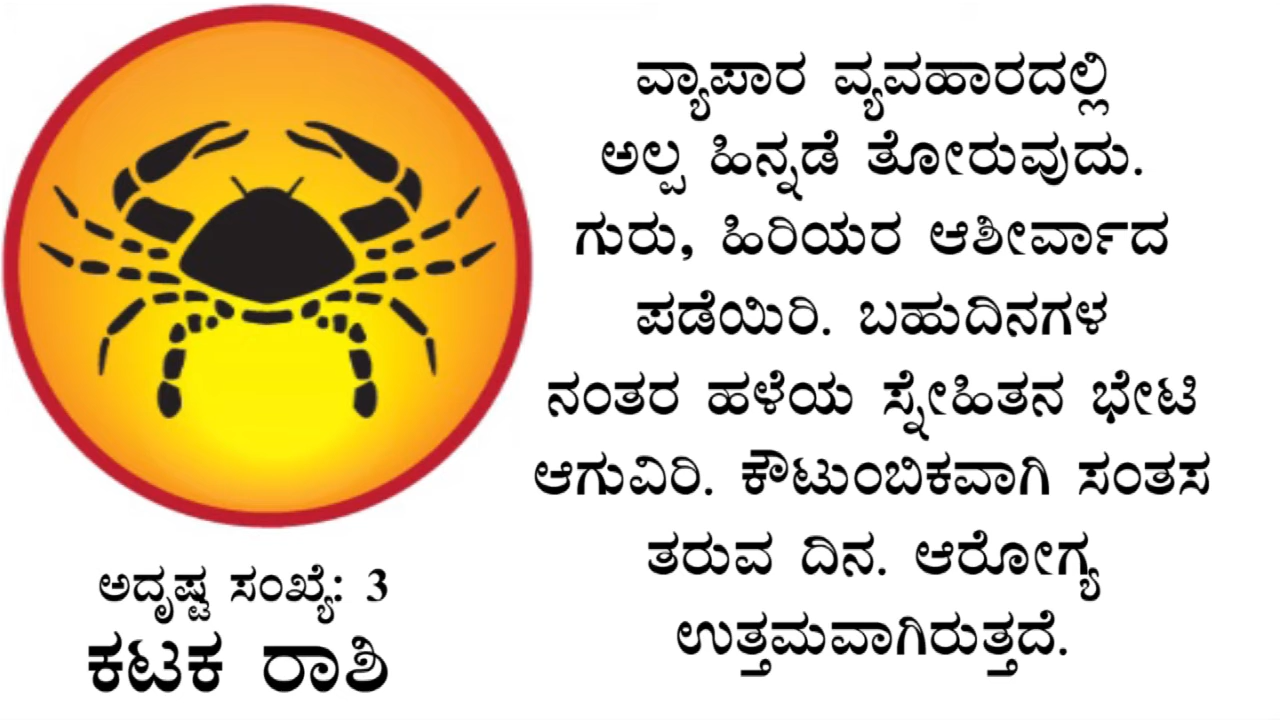 ವ್ಯಾಪಾರ ವ್ಯವಹಾರದಲ್ಲಿ
ಅಲ್ಪ ಹಿನ್ನಡೆ ತೋರುವುದು.
ಗುರು, ಹಿರಿಯರ ಆಶೀರ್ವಾದ
ಪಡೆಯಿರಿ. ಬಹುದಿನಗಳ
ನಂತರ ಹಳೆಯ ಸ್ನೇಹಿತನ ಭೇಟಿ
ಆಗುವಿರಿ. ಕೌಟುಂಬಿಕವಾಗಿ ಸಂತಸ
ತರುವ ದಿನ. ಆರೋಗ್ಯ
ಉತ್ತಮವಾಗಿರುತ್ತದೆ.
ಅದೃಷ್ಟ ಸಂಖ್ಯೆ: 3
ಕಟಕ ರಾಶಿ